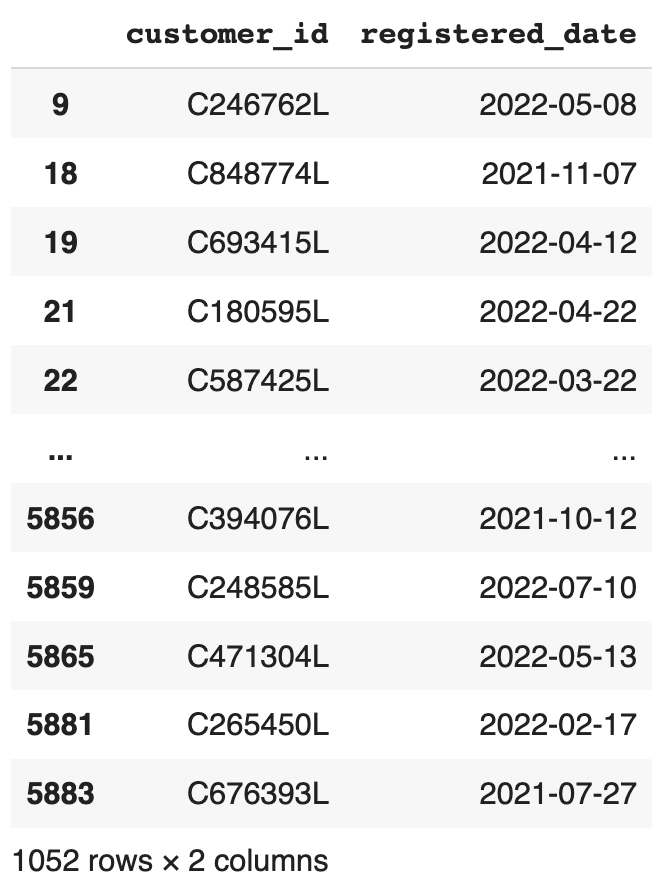 customer_id registered_date
9 C246762L 2022-05-08
18 C848774L 2021-11-07
19 C693415L 2022-04-12
21 C180595L 2022-04-22
22 C587425L 2022-03-22
... ... ...
5856 C394076L 2021-10-12
5859 C248585L 2022-07-10
5865 C471304L 2022-05-13
5881 C265450L 2022-02-17
5883 C676393L 2021-07-27
1052 rows × 2 columns